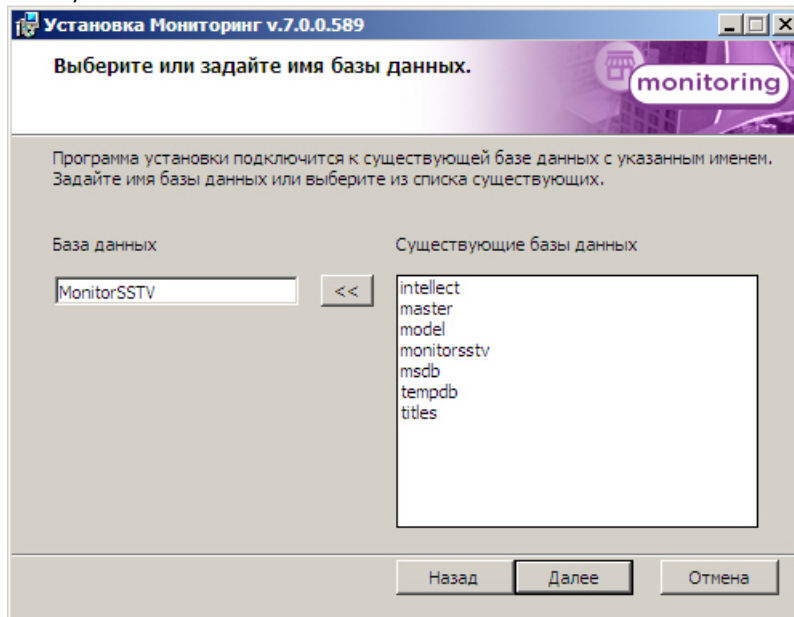 Установка Мониторинг v.7.0.0.589
Выберите или задайте имя базы данных.
monitoring
Программа установки подключится к существующей базе данных с указанным именем.
Задайте имя базы данных или выберите из списка существующих.
База данных
Существующие базы данных
MonitorSSTV
<<
intellect
master
model
monitorsstv
msdb
tempdb
titles
Назад
Далее
Отмена